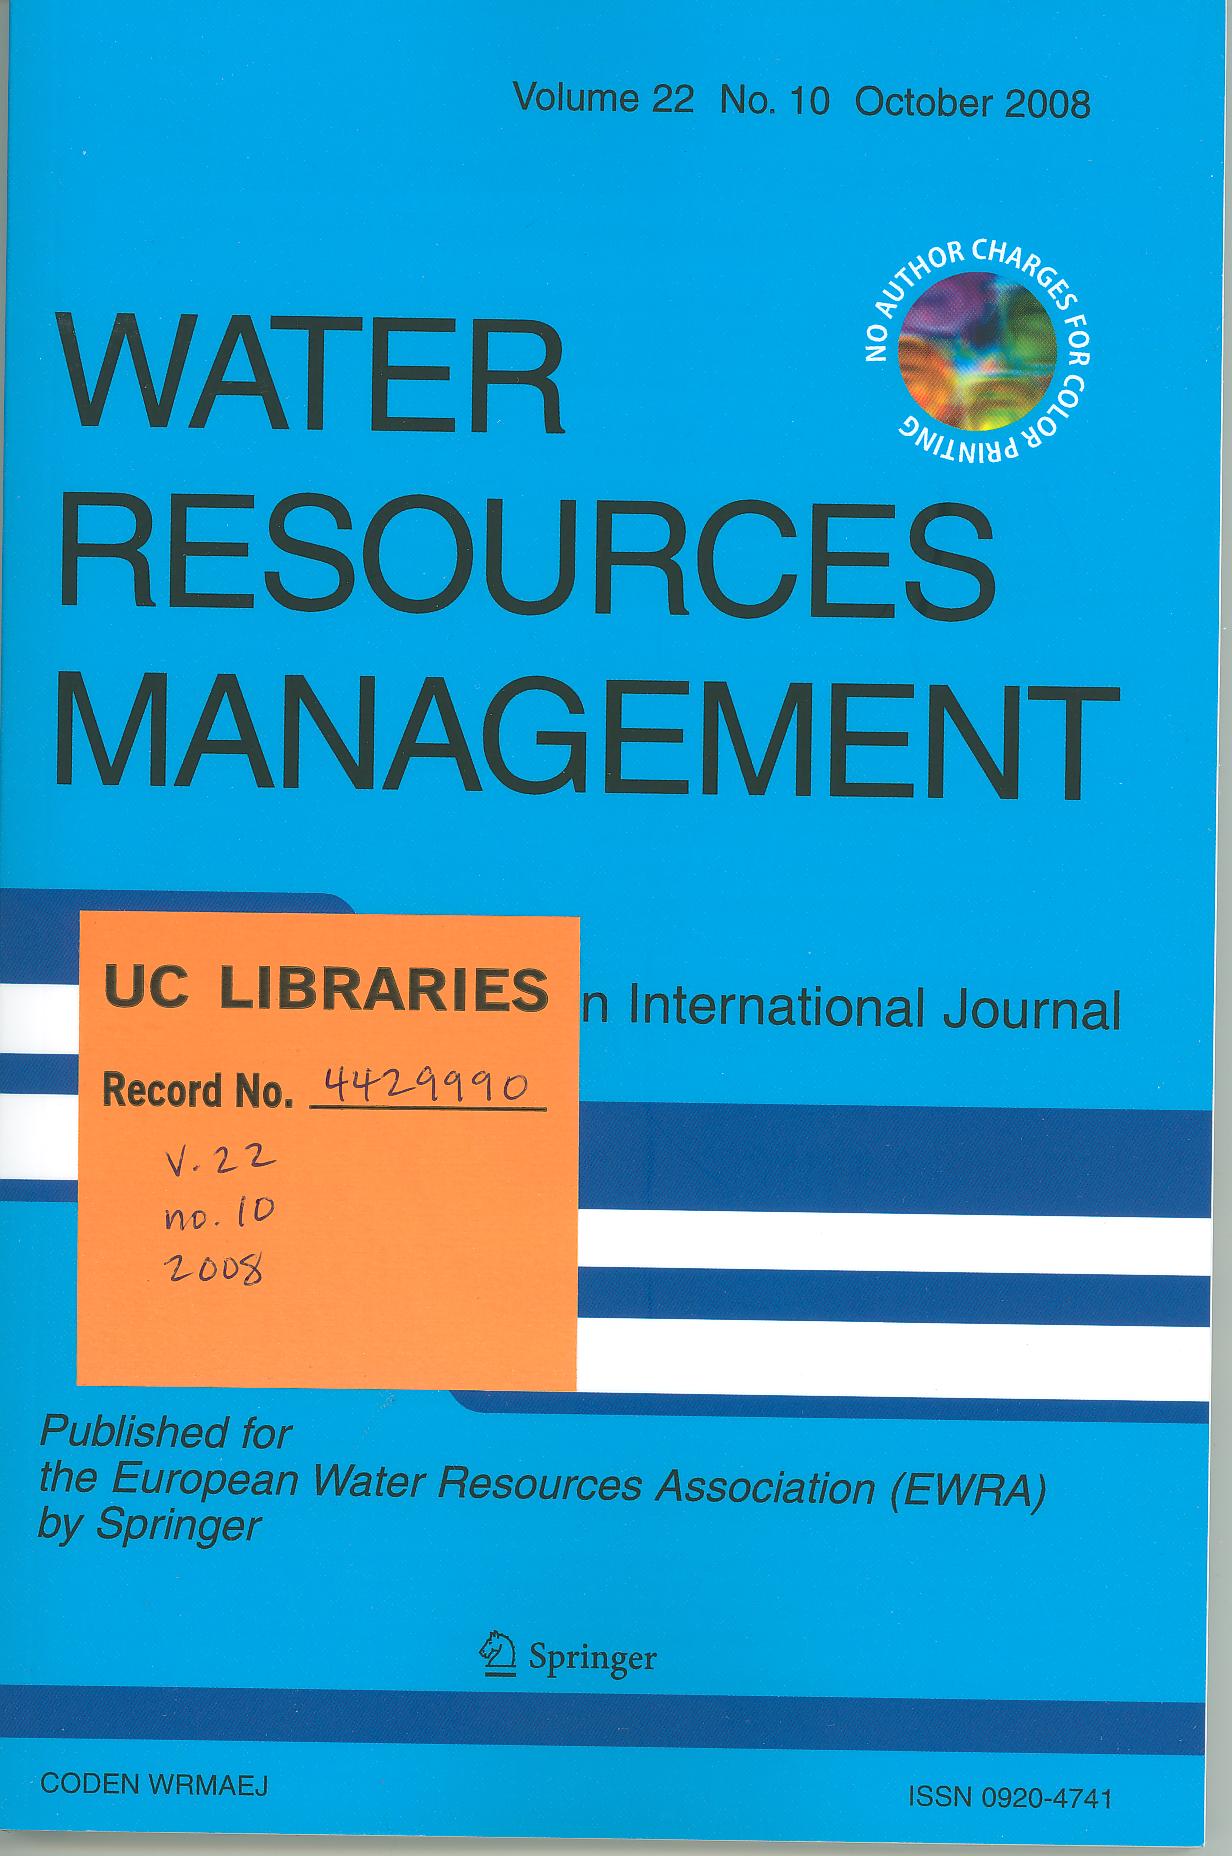 Volume 22 No. 10 October 2008
NO AUTHOR CHARGES FOR COLOR PRINTING
WATER
RESOURCES
MANAGEMENT
n International Journal
UC LIBRARIES
Record No. 4429990
v. 22
no. 10
2008
Published for
the European Water Resources Association (EWRA)
by Springer
Springer
CODEN WRMAEJ
ISSN 0920-4741